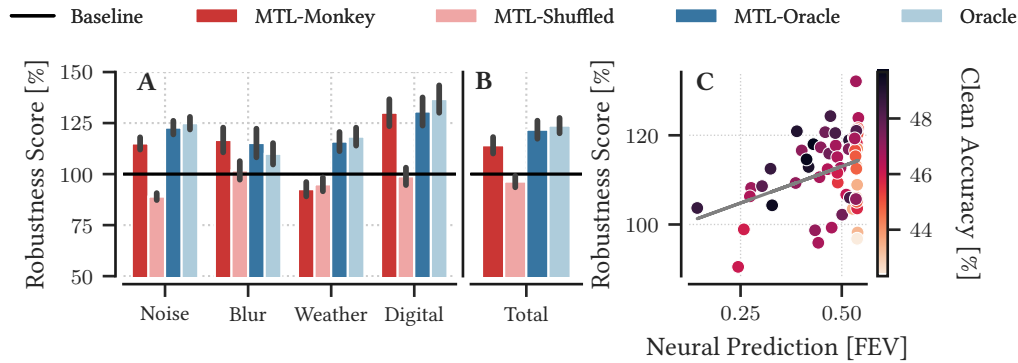 Baseline MTL-Monkey MTL-Shuffled MTL-Oracle Oracle
A
Robustness Score [%]
150
125
100
75
50
Noise Blur Weather Digital
B
Robustness Score [%]
Total
C
120
100
0.25 0.50
Neural Prediction [FEV]
48
46
44
Clean Accuracy [%]